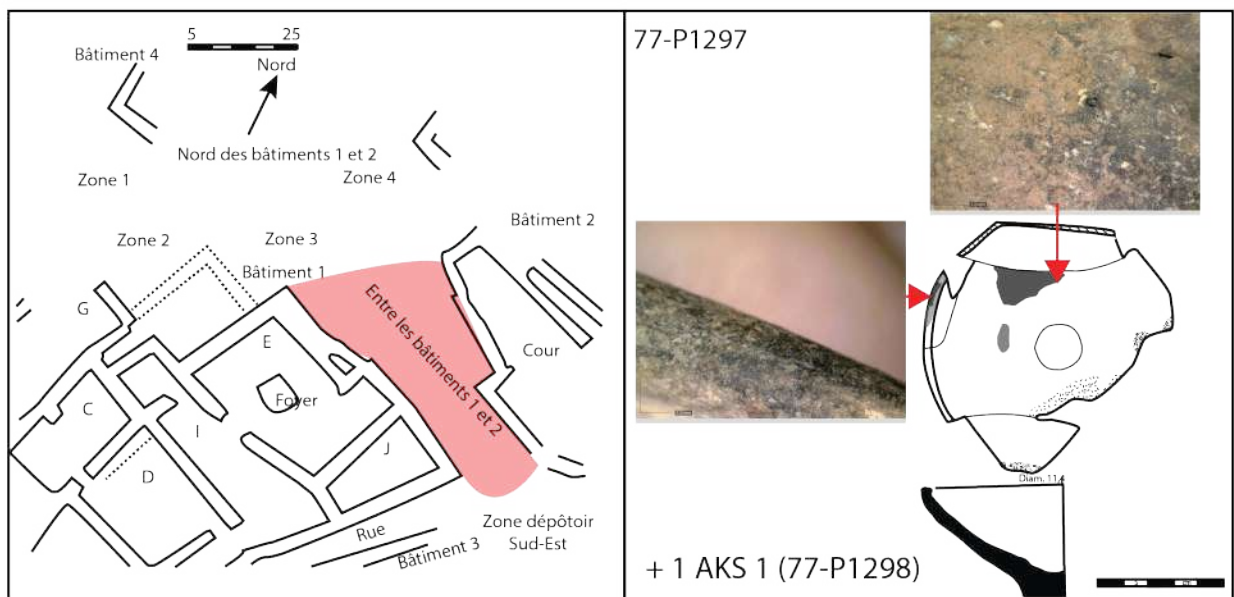 5 25
Bâtiment 4
Nord
Nord des bâtiments 1 et 2
Zone 1
Zone 4
Bâtiment 2
Zone 2
Zone 3
Bâtiment 1
Entre les bâtiments 1 et 2
G
E
Cour
Foyer
C
I
J
D
Rue
Zone dépôtoir
Sud-Est
Bâtiment 3
77-P1297
Diam. 11,4
+ 1 AKS 1 (77-P1298)